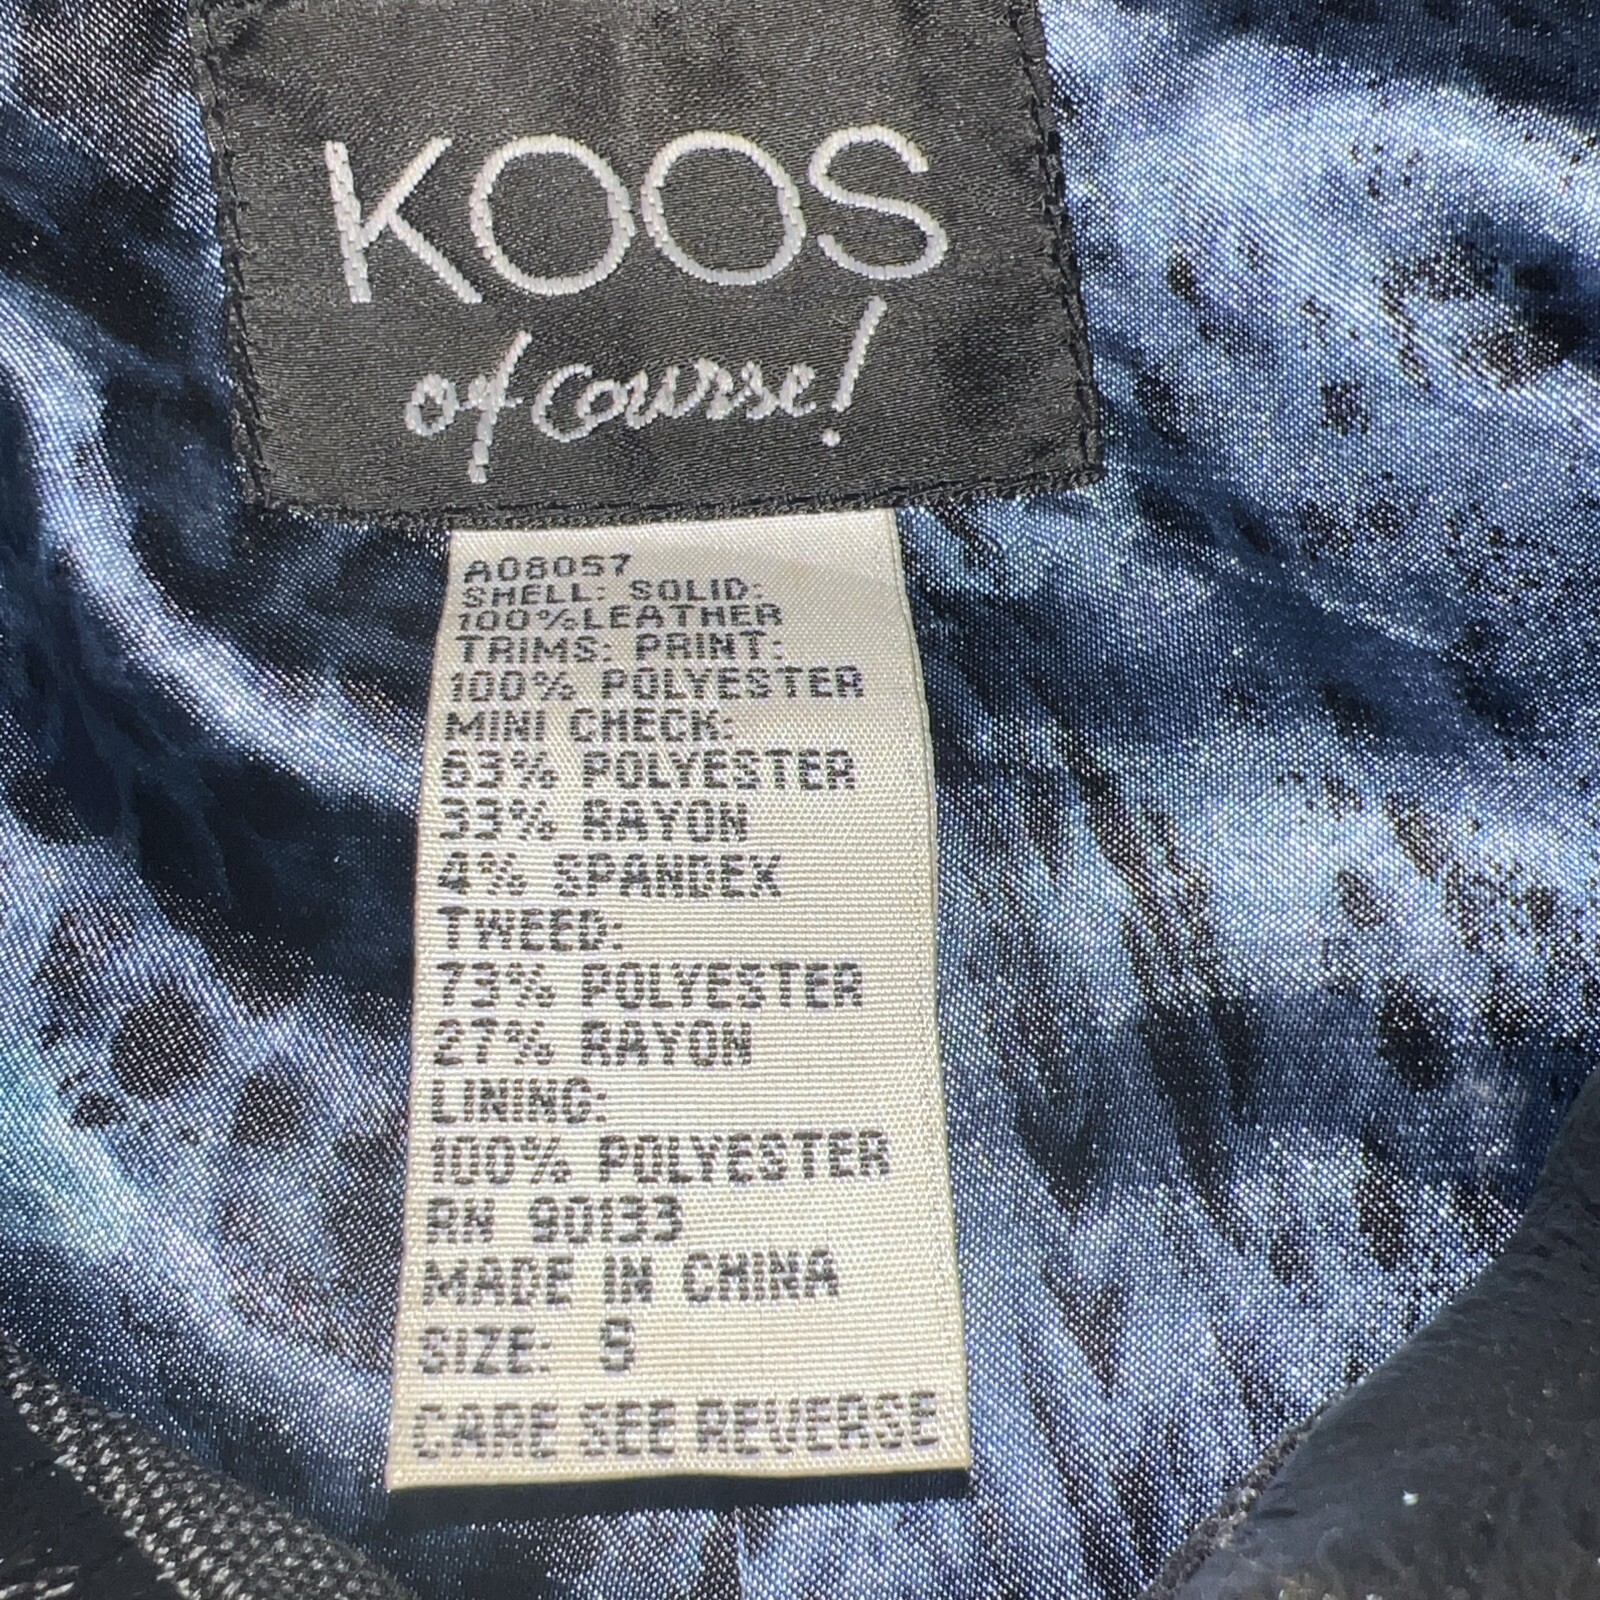 KOOS
of course!
A08057
SHELL: SOLID:
100%LEATHER
TRIMS: PRINT:
100% POLYESTER
MINI CHECK:
63% POLYESTER
33% RAYON
4% SPANDEX
TWEED:
73% POLYESTER
27% RAYON
LINING:
100% POLYESTER
RN 90133
MADE IN CHINA
SIZE: S
CARE SEE REVERSE